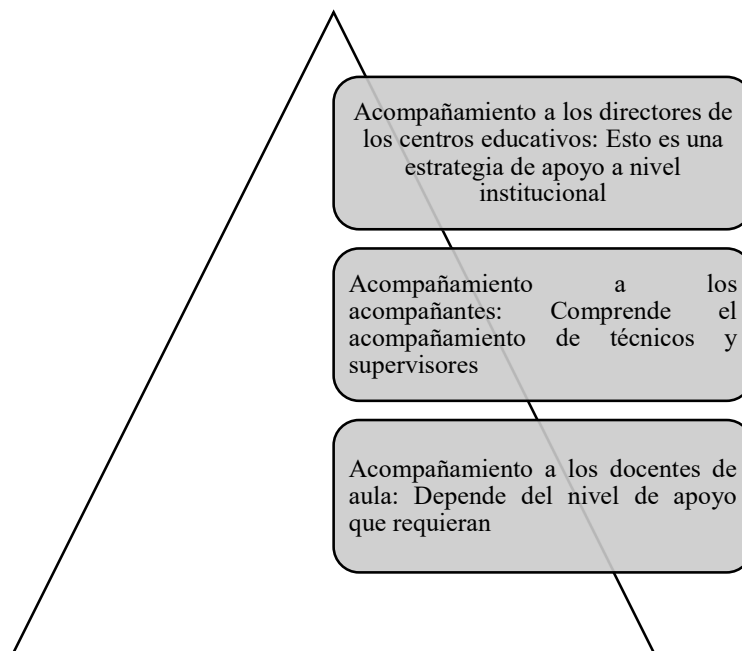 Acompañamiento a los directores de
los centros educativos: Esto es una
estrategia de apoyo a nivel
institucional
Acompañamiento a los
acompañantes: Comprende el
acompañamiento de técnicos y
supervisores
Acompañamiento a los docentes de
aula: Depende del nivel de apoyo
que requieran